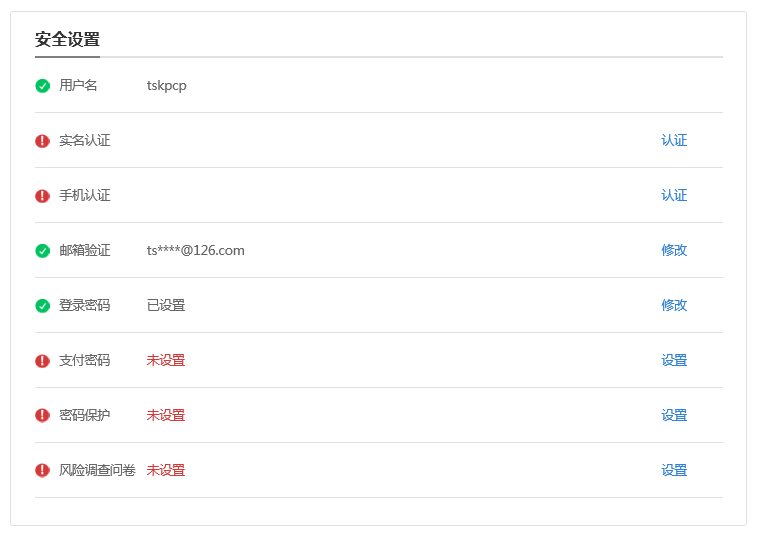 安全设置
用户名 tskpcp
实名认证 认证
手机认证 认证
邮箱验证 ts****@126.com 修改
登录密码 已设置 修改
支付密码 未设置 设置
密码保护 未设置 设置
风险调查问卷 未设置 设置